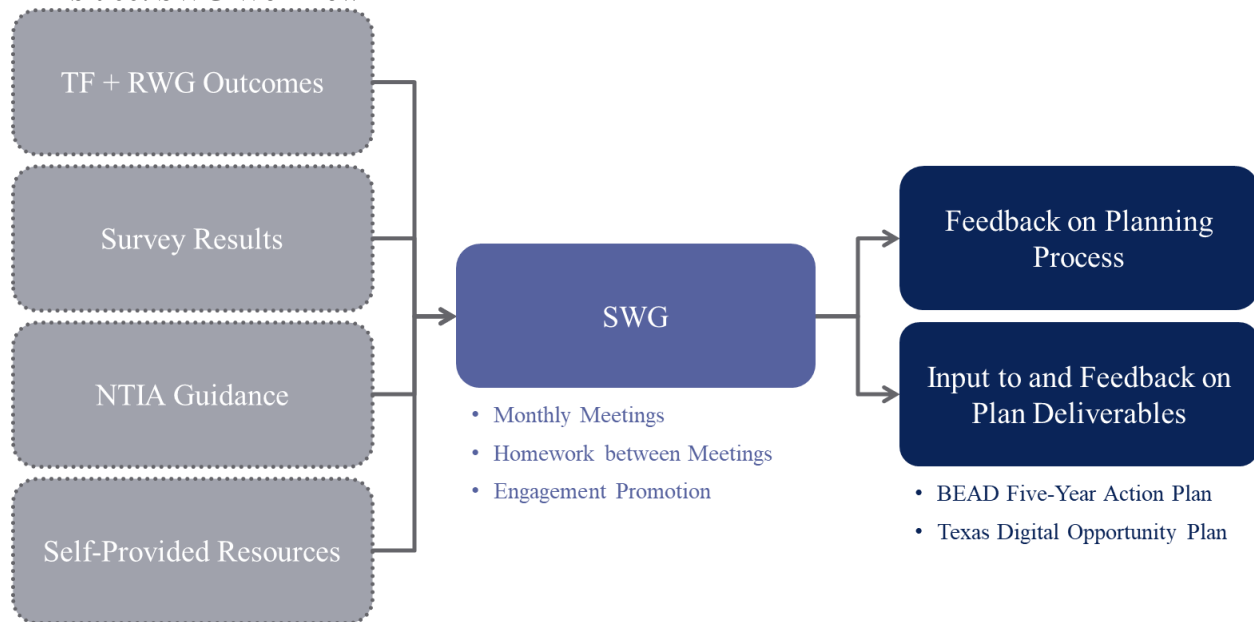 TF + RWG Outcomes
Survey Results
NTIA Guidance
Self-Provided Resources
SWG
• Monthly Meetings
• Homework between Meetings
• Engagement Promotion
Feedback on Planning
Process
Input to and Feedback on
Plan Deliverables
• BEAD Five-Year Action Plan
• Texas Digital Opportunity Plan